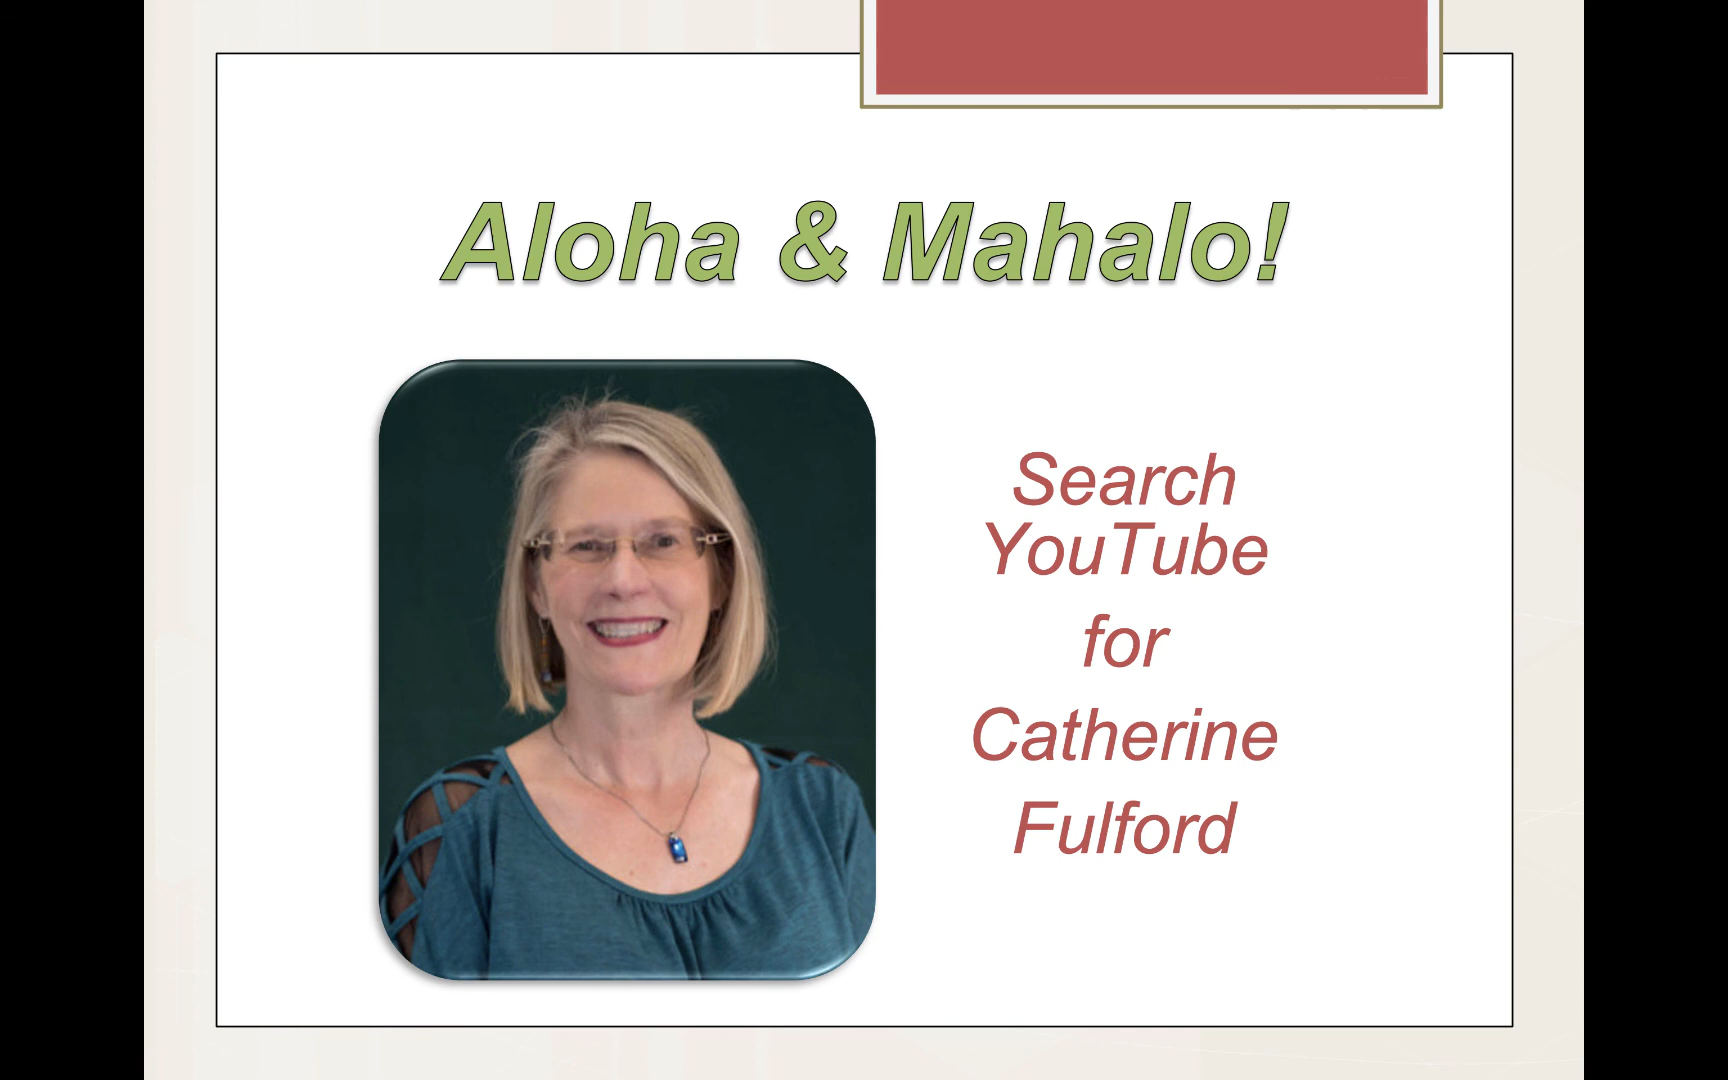 Aloha & Mahalo!
Search
YouTube
for
Catherine
Fulford